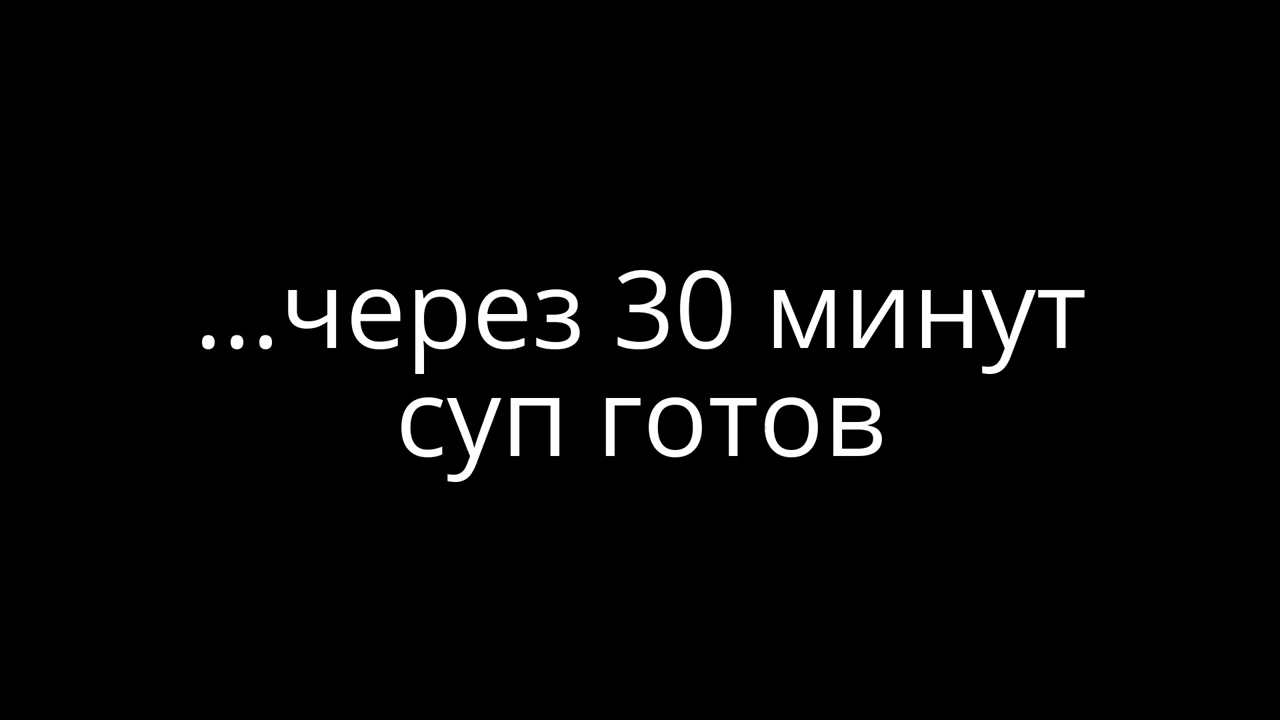 ...через 30 минут
суп готов